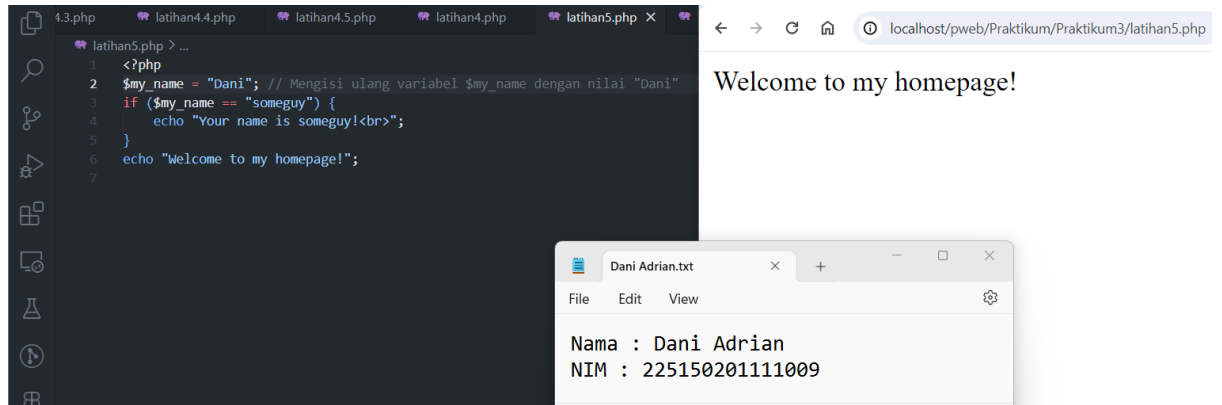 4.3.php latihan4.4.php latihan4.5.php latihan4.php latihan5.php
latihan5.php > ...
1 <?php
2 $my_name = "Dani"; // Mengisi ulang variabel $my_name dengan nilai "Dani"
3 if ($my_name == "someguy") {
4     echo "Your name is someguy!<br>";
5 }
6 echo "Welcome to my homepage!";
7
localhost/pweb/Praktikum/Praktikum3/latihan5.php
Welcome to my homepage!
Dani Adrian.txt
File Edit View
Nama : Dani Adrian
NIM : 225150201111009